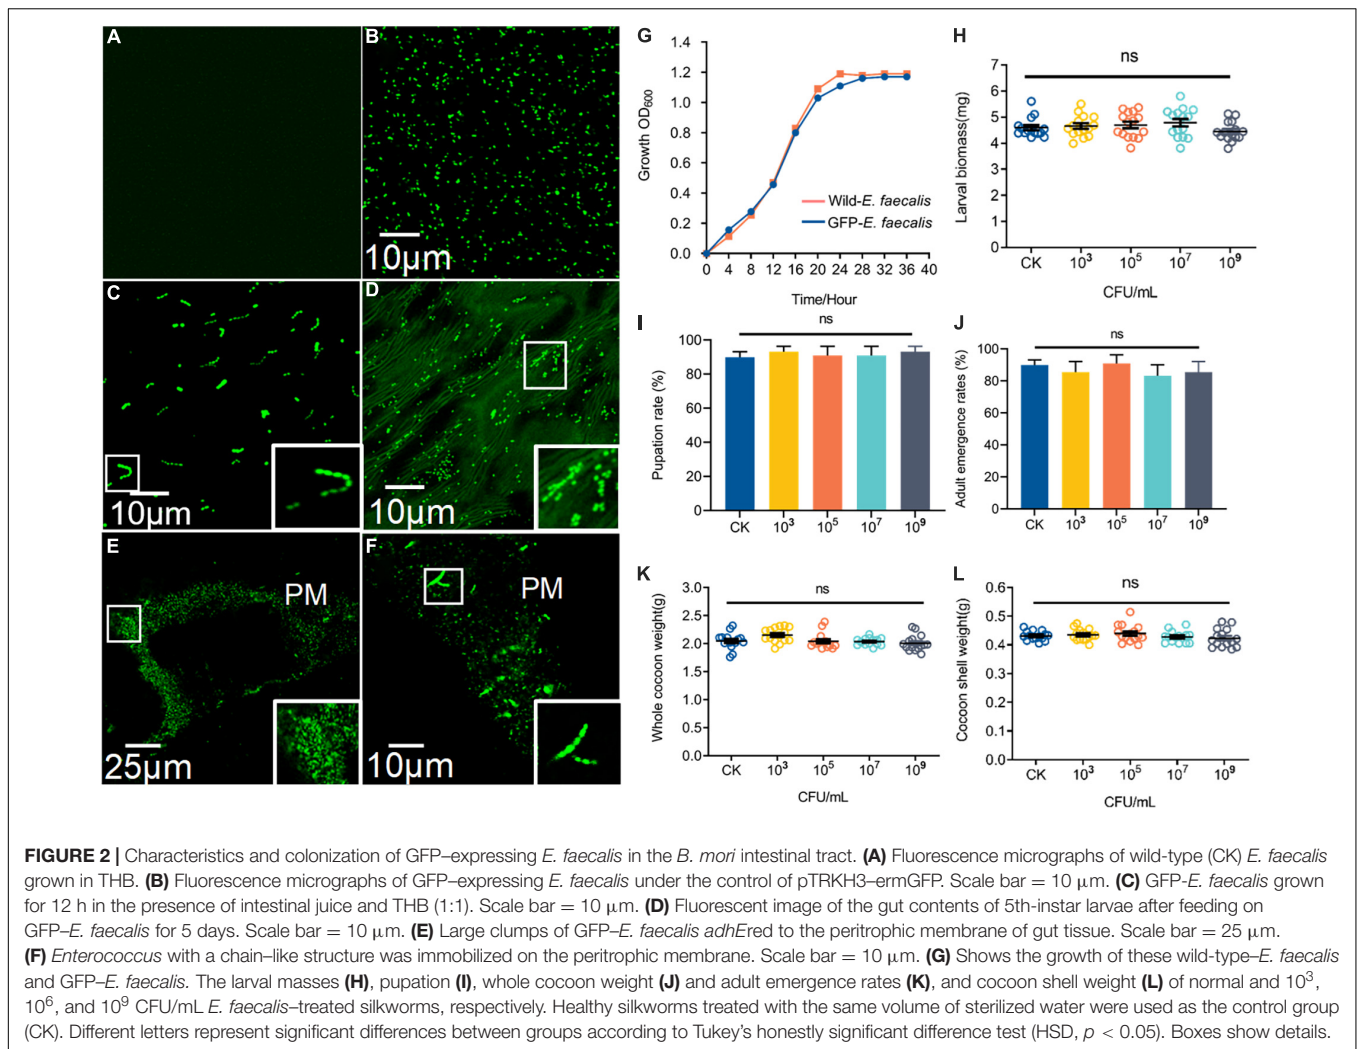 A
B
10µm
C
10µm
D
10µm
E
PM
25µm
F
PM
10µm
G
1.4
1.2
1.0
0.8
0.6
0.4
0.2
0.0
Growth OD600
Wild-E. faecalis
GFP-E. faecalis
0 4 8 12 16 20 24 28 32 36 40
Time/Hour
H
ns
7
6
5
4
3
2
1
0
Larval biomass(mg)
CK 10³ 10⁵ 10⁷ 10⁹
CFU/mL
I
ns
100
80
60
40
20
0
Pupation rate (%)
CK 10³ 10⁵ 10⁷ 10⁹
J
ns
100
80
60
40
20
0
Adult emergence rates (%)
CK 10³ 10⁵ 10⁷ 10⁹
K
ns
3.0
2.5
2.0
1.5
1.0
0.5
0.0
Whole cocoon weight(g)
CK 10³ 10⁵ 10⁷ 10⁹
CFU/mL
L
ns
0.6
0.5
0.4
0.3
0.2
0.1
0.0
Cocoon shell weight(g)
CK 10³ 10⁵ 10⁷ 10⁹
CFU/mL
FIGURE 2 | Characteristics and colonization of GFP–expressing E. faecalis in the B. mori intestinal tract. (A) Fluorescence micrographs of wild-type (CK) E. faecalis
grown in THB. (B) Fluorescence micrographs of GFP–expressing E. faecalis under the control of pTRKH3–ermGFP. Scale bar = 10 µm. (C) GFP-E. faecalis grown
for 12 h in the presence of intestinal juice and THB (1:1). Scale bar = 10 µm. (D) Fluorescent image of the gut contents of 5th-instar larvae after feeding on
GFP–E. faecalis for 5 days. Scale bar = 10 µm. (E) Large clumps of GFP–E. faecalis adhEred to the peritrophic membrane of gut tissue. Scale bar = 25 µm.
(F) Enterococcus with a chain–like structure was immobilized on the peritrophic membrane. Scale bar = 10 µm. (G) Shows the growth of these wild-type–E. faecalis
and GFP–E. faecalis. The larval masses (H), pupation (I), whole cocoon weight (J) and adult emergence rates (K), and cocoon shell weight (L) of normal and 10³,
10⁶, and 10⁹ CFU/mL E. faecalis–treated silkworms, respectively. Healthy silkworms treated with the same volume of sterilized water were used as the control group
(CK). Different letters represent significant differences between groups according to Tukey's honestly significant difference test (HSD, p < 0.05). Boxes show details.